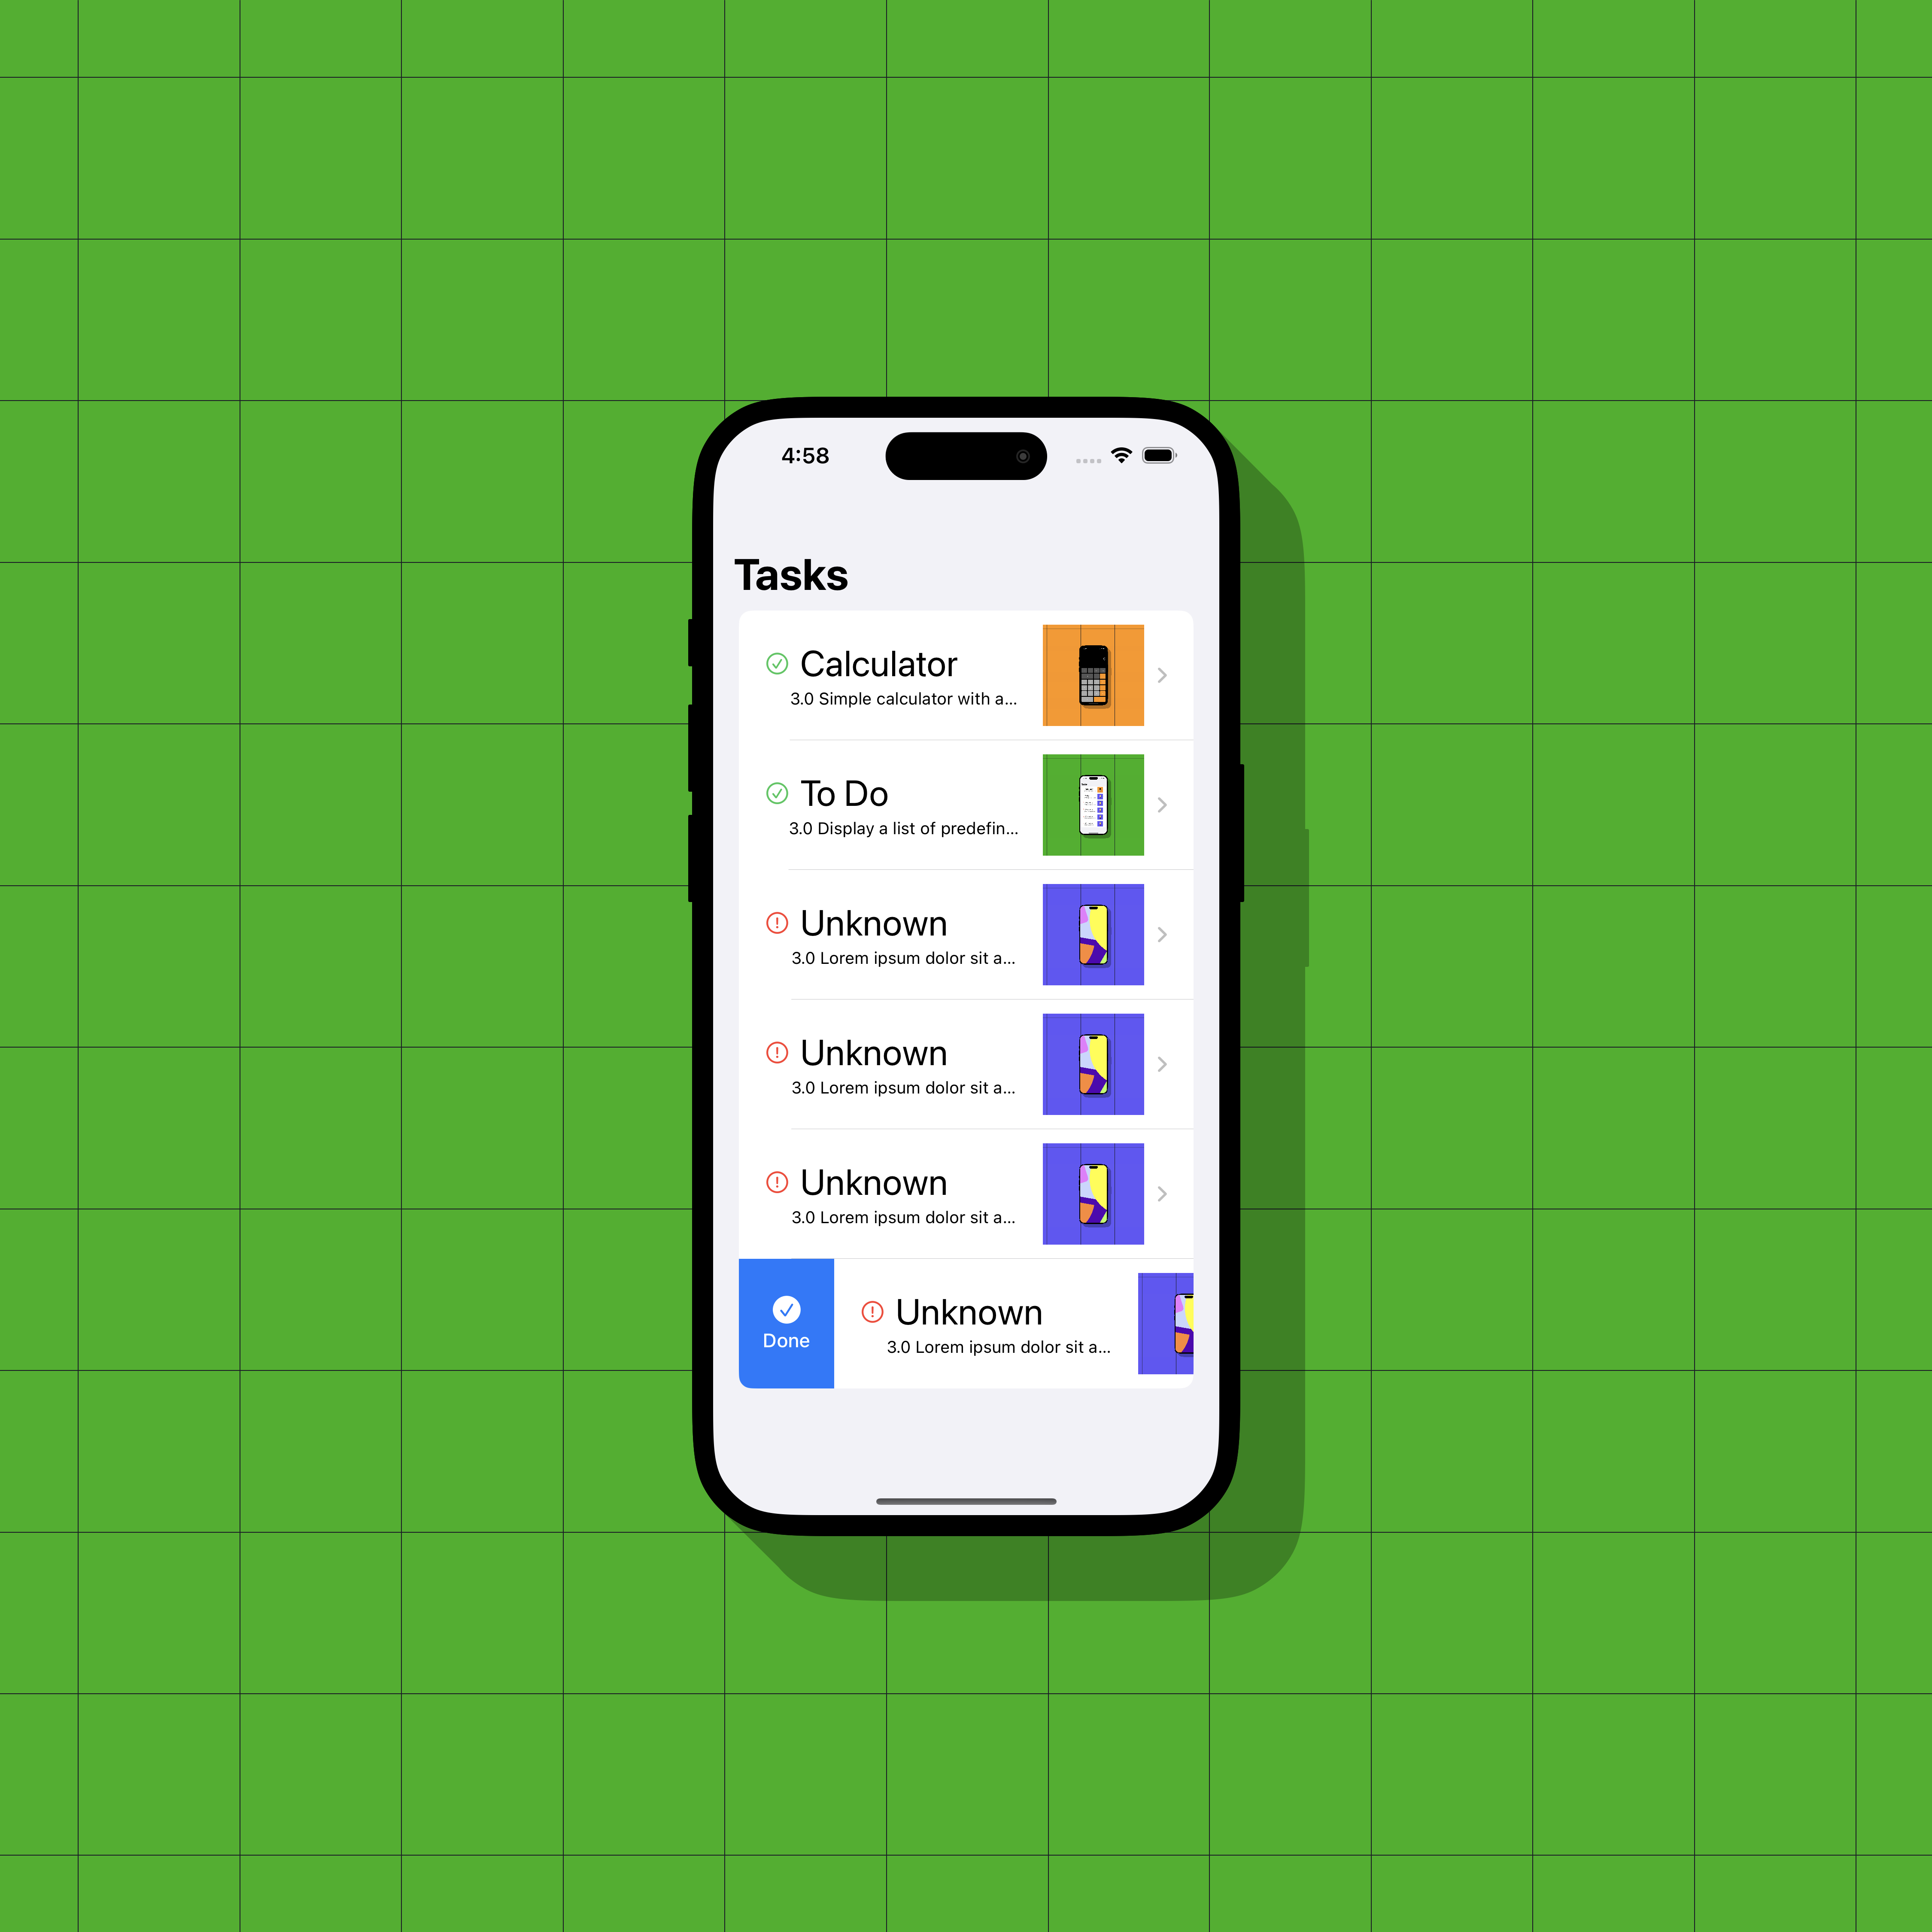 4:58
Tasks
Calculator
3.0 Simple calculator with a...
To Do
3.0 Display a list of predefin...
Unknown
3.0 Lorem ipsum dolor sit a...
Unknown
3.0 Lorem ipsum dolor sit a...
Unknown
3.0 Lorem ipsum dolor sit a...
Done
Unknown
3.0 Lorem ipsum dolor sit a...